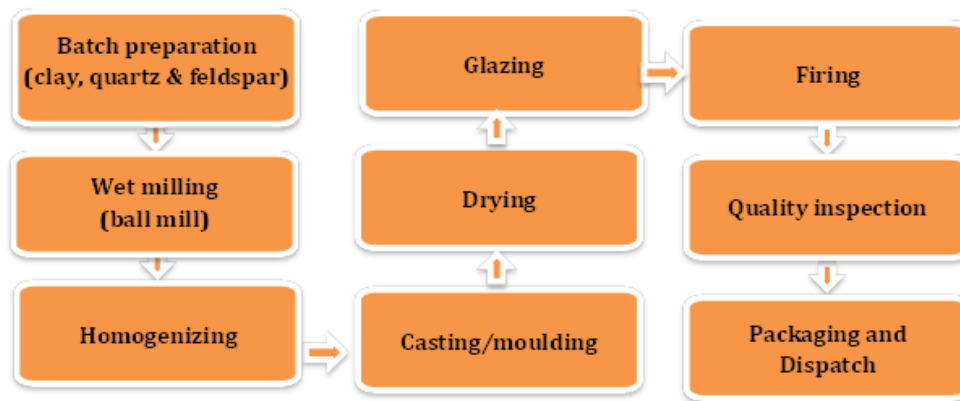 Batch preparation
(clay, quartz & feldspar)
Wet milling
(ball mill)
Homogenizing
Casting/moulding
Drying
Glazing
Firing
Quality inspection
Packaging and
Dispatch